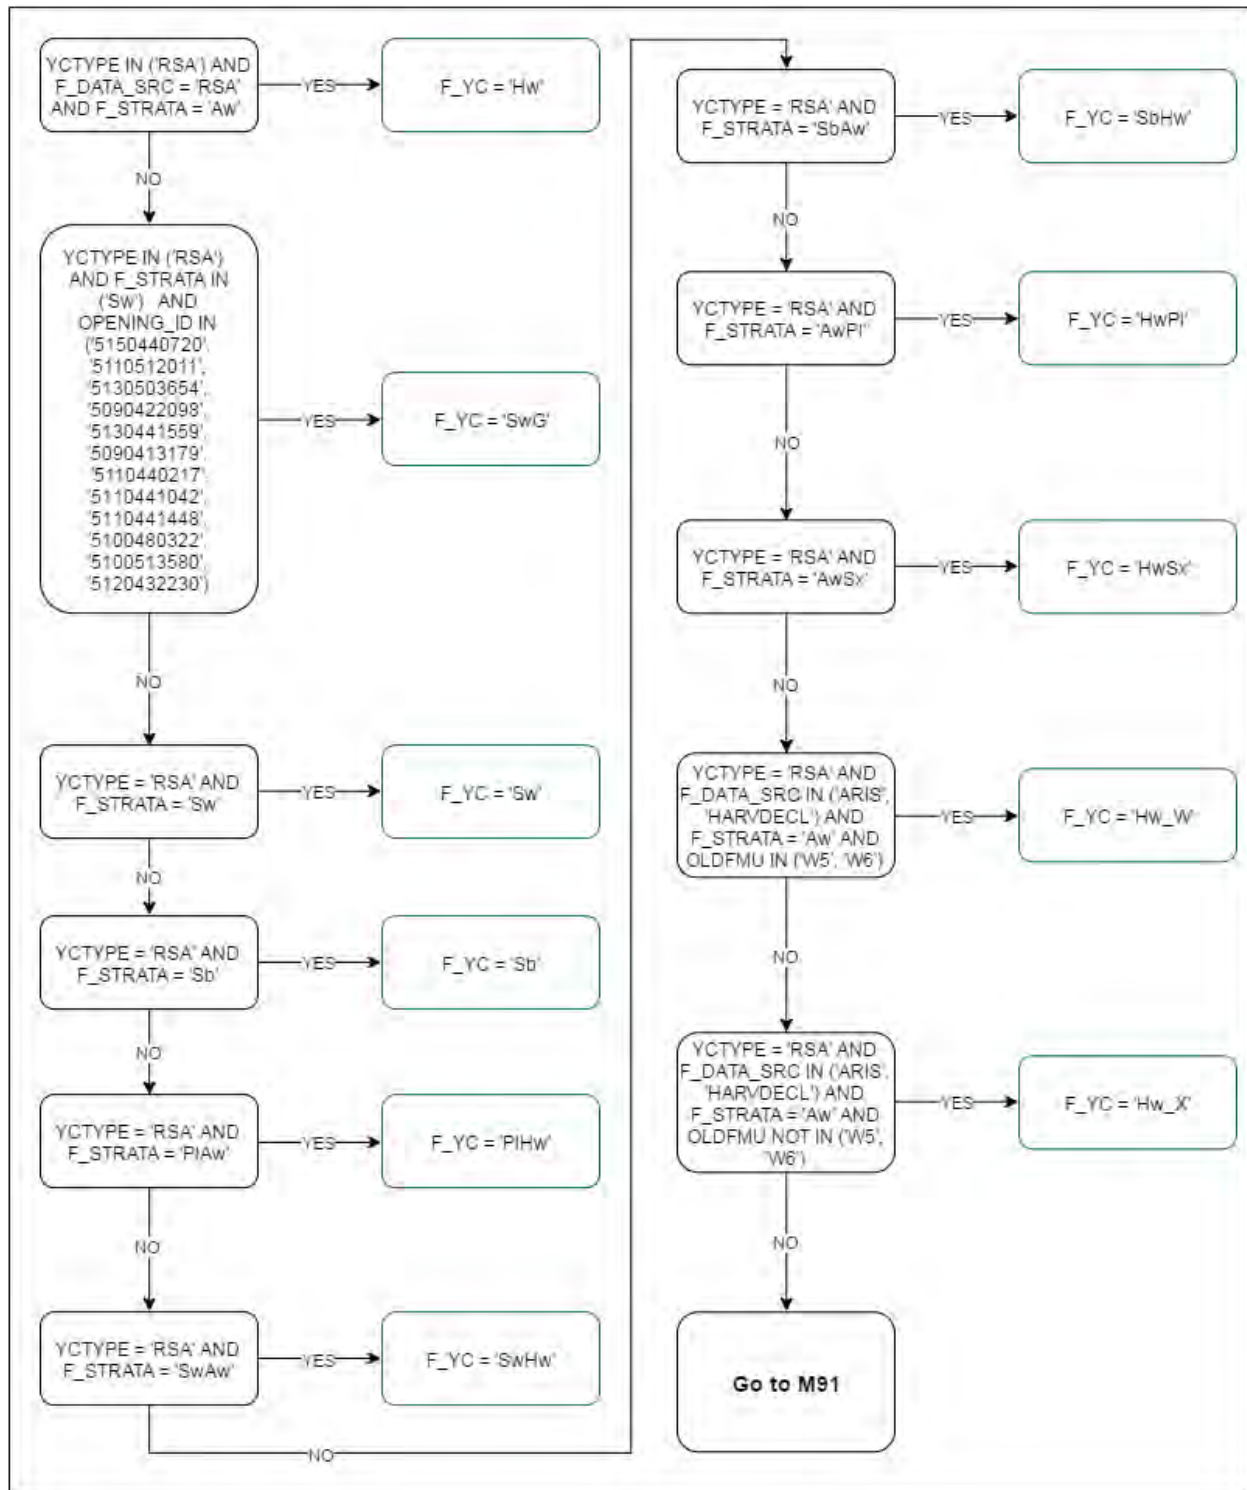 YCTYPE IN ('RSA') AND
F_DATA_SRC = 'RSA'
AND F_STRATA = 'Aw'
YES
F_YC = 'Hw'
NO
YCTYPE IN ('RSA')
AND F_STRATA IN
('Sw') AND
OPENING_ID IN
('5150440720',
'5110512011',
'5130503654',
'5090422098',
'5130441559',
'5090413179',
'5110440217',
'5110441042',
'5110441448',
'5100480322',
'5100513580',
'5120432230')
YES
F_YC = 'SwG'
NO
YCTYPE = 'RSA' AND
F_STRATA = 'Sw'
YES
F_YC = 'Sw'
NO
YCTYPE = 'RSA' AND
F_STRATA = 'Sb'
YES
F_YC = 'Sb'
NO
YCTYPE = 'RSA' AND
F_STRATA = 'PlAw'
YES
F_YC = 'PlHw'
NO
YCTYPE = 'RSA' AND
F_STRATA = 'SwAw'
YES
F_YC = 'SwHw'
NO
YCTYPE = 'RSA' AND
F_STRATA = 'SbAw'
YES
F_YC = 'SbHw'
NO
YCTYPE = 'RSA' AND
F_STRATA = 'AwPl'
YES
F_YC = 'HwPl'
NO
YCTYPE = 'RSA' AND
F_STRATA = 'AwSx'
YES
F_YC = 'HwSx'
NO
YCTYPE = 'RSA' AND
F_DATA_SRC IN ('ARIS',
'HARVDECL') AND
F_STRATA = 'Aw' AND
OLDFMU IN ('W5', 'W6')
YES
F_YC = 'Hw_W'
NO
YCTYPE = 'RSA' AND
F_DATA_SRC IN ('ARIS',
'HARVDECL') AND
F_STRATA = 'Aw' AND
OLDFMU NOT IN ('W5',
'W6')
YES
F_YC = 'Hw_X'
NO
Go to M91